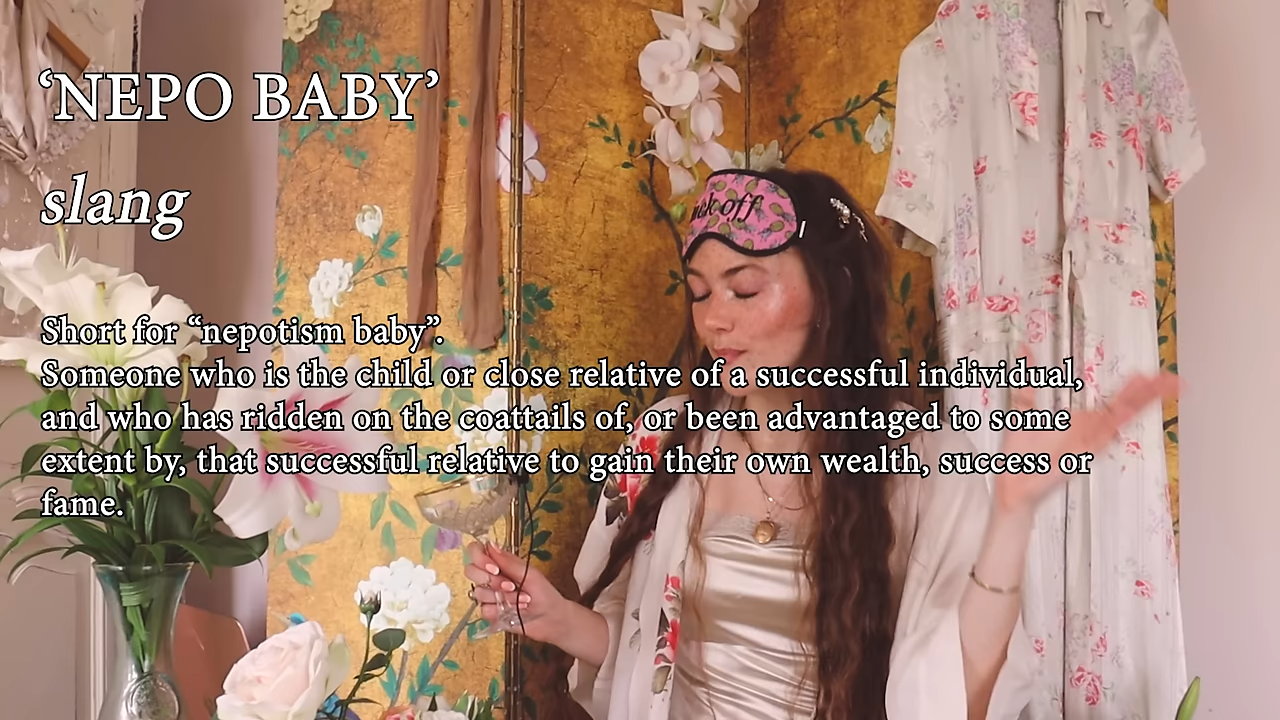 ‘NEPO BABY’
slang
Short for “nepotism baby”.
Someone who is the child or close relative of a successful individual,
and who has ridden on the coattails of, or been advantaged to some
extent by, that successful relative to gain their own wealth, success or
fame.
off